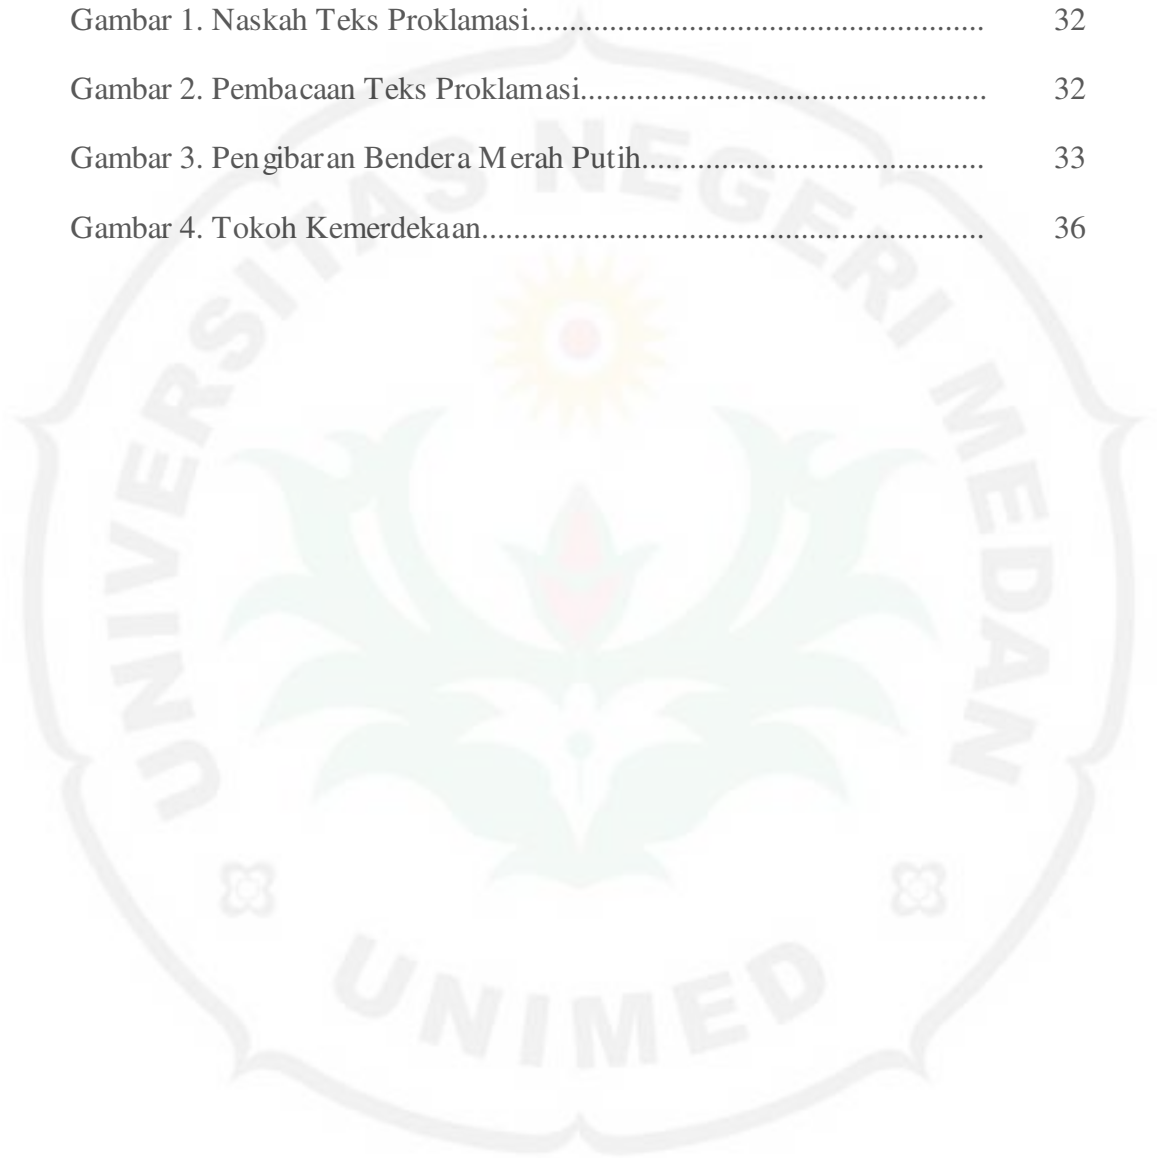 Gambar 1. Naskah Teks Proklamasi......................................................... 32
Gambar 2. Pembacaan Teks Proklamasi................................................... 32
Gambar 3. Pengibaran Bendera Merah Putih........................................... 33
Gambar 4. Tokoh Kemerdekaan............................................................... 36
UNIVERSITAS NEGERI MEDAN
UNIMED